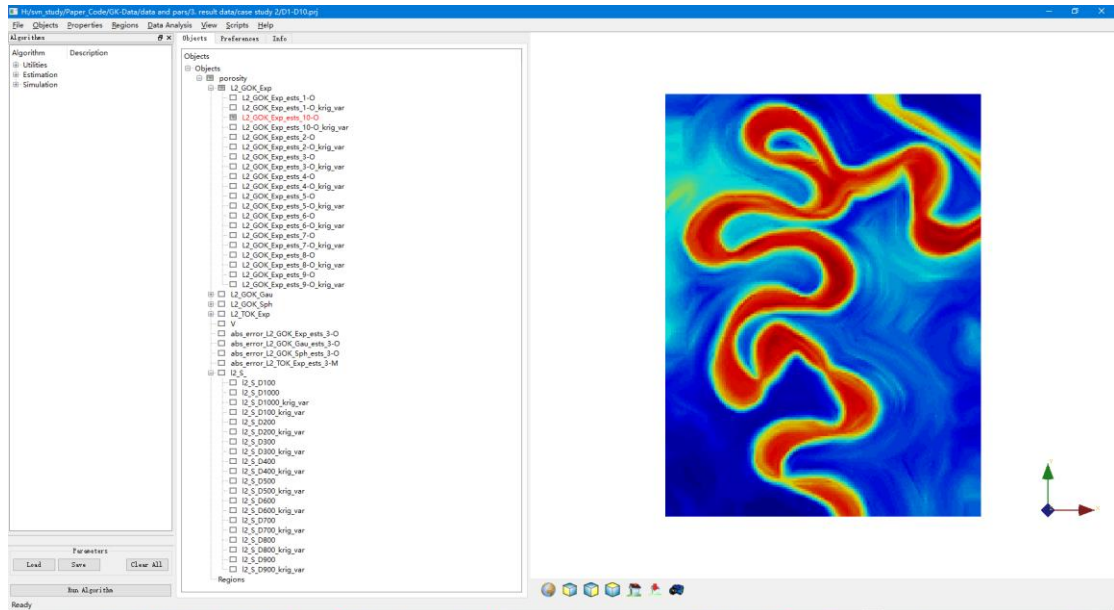 H:/svn_study/Paper_Code/GK-Data/data and pars/3. result data/case study 2/D1-D10.prj
File Objects Properties Regions Data Analysis View Scripts Help
Algorithms
Algorithm Description
Utilities
Estimation
Simulation
Parameters
Load Save Clear All
Run Algorithm
Ready
Objects Preferences Info
Objects
Objects
porosity
L2_GOK_Exp
L2_GOK_Exp_ests_1-O
L2_GOK_Exp_ests_1-O_krig_var
L2_GOK_Exp_ests_10-O
L2_GOK_Exp_ests_10-O_krig_var
L2_GOK_Exp_ests_2-O
L2_GOK_Exp_ests_2-O_krig_var
L2_GOK_Exp_ests_3-O
L2_GOK_Exp_ests_3-O_krig_var
L2_GOK_Exp_ests_4-O
L2_GOK_Exp_ests_4-O_krig_var
L2_GOK_Exp_ests_5-O
L2_GOK_Exp_ests_5-O_krig_var
L2_GOK_Exp_ests_6-O
L2_GOK_Exp_ests_6-O_krig_var
L2_GOK_Exp_ests_7-O
L2_GOK_Exp_ests_7-O_krig_var
L2_GOK_Exp_ests_8-O
L2_GOK_Exp_ests_8-O_krig_var
L2_GOK_Exp_ests_9-O
L2_GOK_Exp_ests_9-O_krig_var
L2_GOK_Gau
L2_GOK_Sph
L2_TOK_Exp
V
abs_error_L2_GOK_Exp_ests_3-O
abs_error_L2_GOK_Gau_ests_3-O
abs_error_L2_GOK_Sph_ests_3-O
abs_error_L2_TOK_Exp_ests_3-M
l2_S_
l2_S_D100
l2_S_D1000
l2_S_D1000_krig_var
l2_S_D100_krig_var
l2_S_D200
l2_S_D200_krig_var
l2_S_D300
l2_S_D300_krig_var
l2_S_D400
l2_S_D400_krig_var
l2_S_D500
l2_S_D500_krig_var
l2_S_D600
l2_S_D600_krig_var
l2_S_D700
l2_S_D700_krig_var
l2_S_D800
l2_S_D800_krig_var
l2_S_D900
l2_S_D900_krig_var
Regions